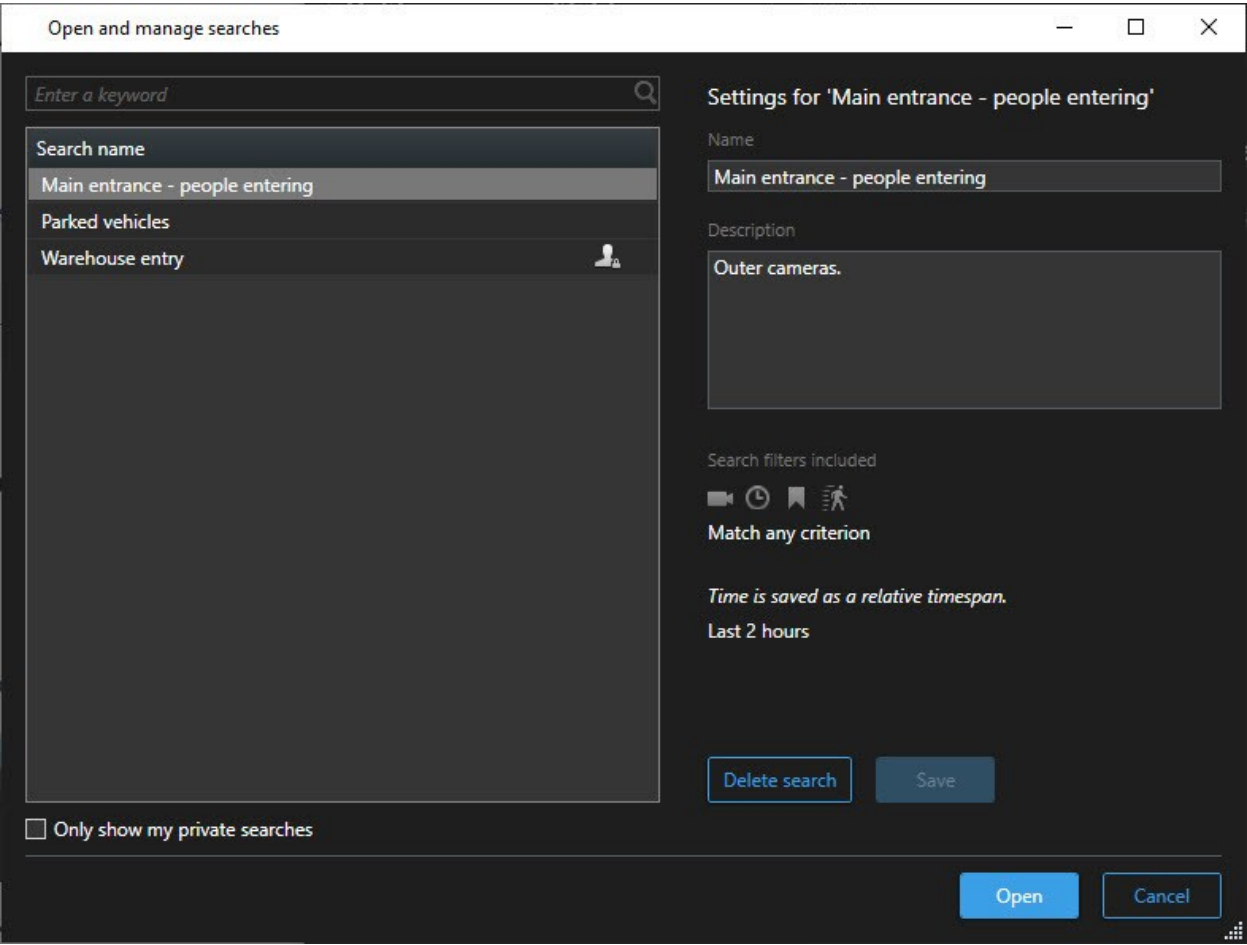 Open and manage searches
Enter a keyword
Search name
Main entrance - people entering
Parked vehicles
Warehouse entry
Only show my private searches
Settings for 'Main entrance - people entering'
Name
Main entrance - people entering
Description
Outer cameras.
Search filters included
Match any criterion
Time is saved as a relative timespan.
Last 2 hours
Delete search
Save
Open
Cancel